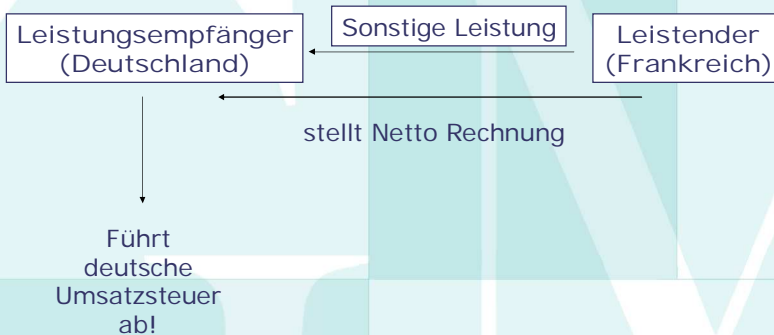 Leistungsempfänger
(Deutschland)
Sonstige Leistung
Leistender
(Frankreich)
stellt Netto Rechnung
Führt
deutsche
Umsatzsteuer
ab!